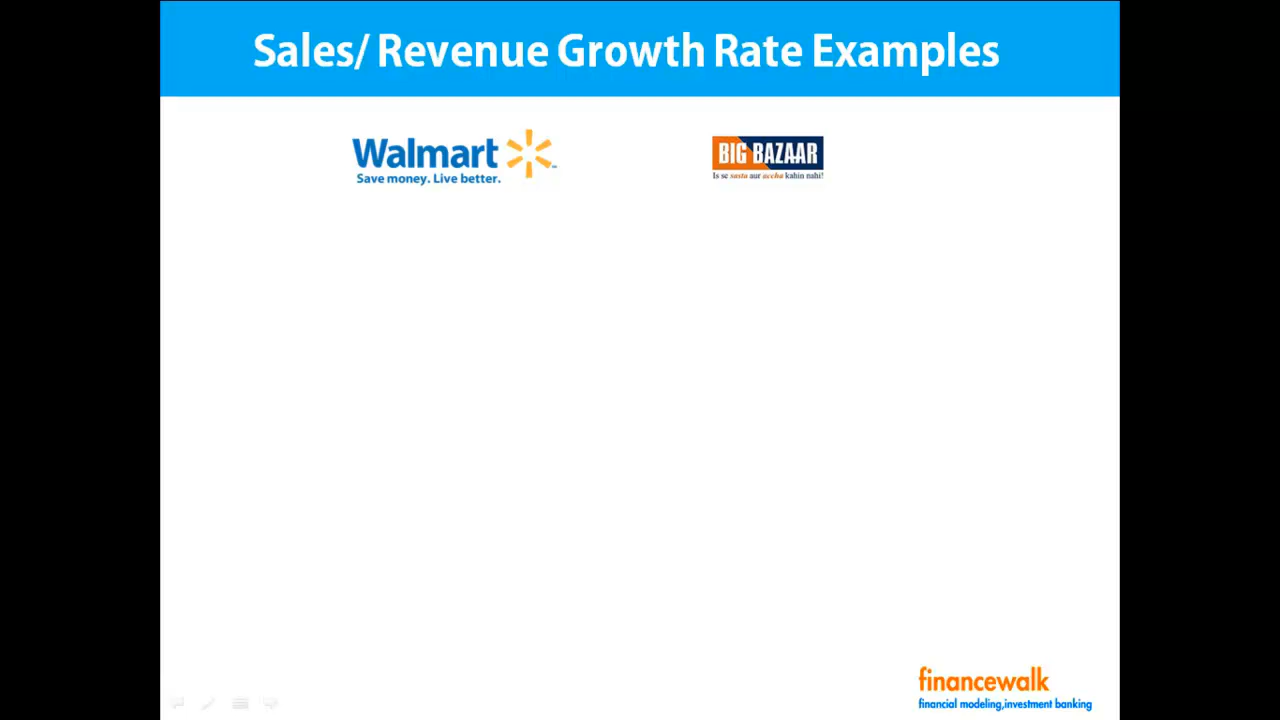 Sales/ Revenue Growth Rate Examples
Walmart
Save money. Live better.
BIG BAZAAR
Is se sasta aur accha kahin nahi!
financewalk
financial modeling,investment banking